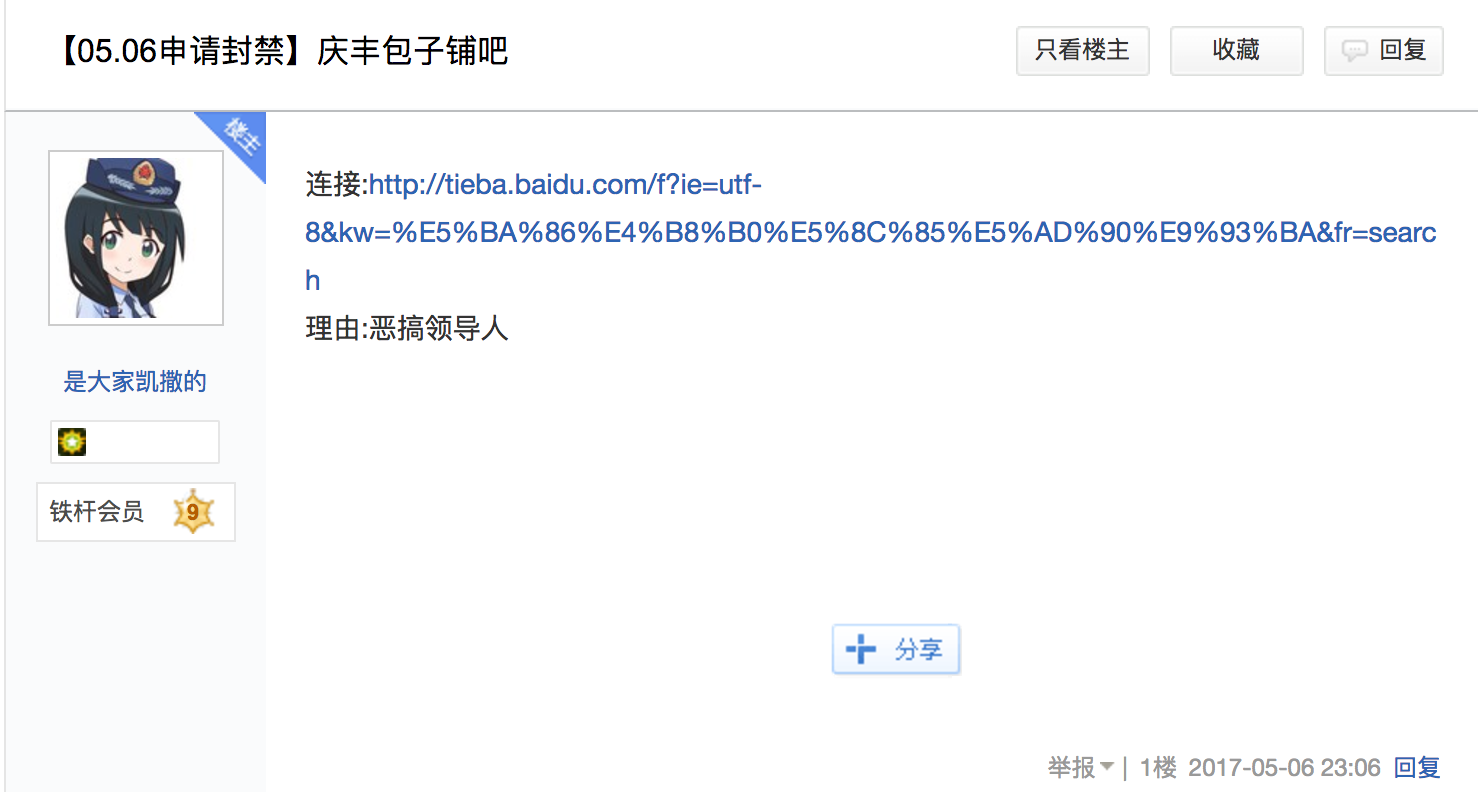 【05.06申请封禁】庆丰包子铺吧
只看楼主
收藏
回复
楼主
连接:http://tieba.baidu.com/f?ie=utf-
8&kw=%E5%BA%86%E4%B8%B0%E5%8C%85%E5%AD%90%E9%93%BA&fr=searc
h
理由:恶搞领导人
是大家凯撒的
铁杆会员 9
分享
举报 | 1楼 2017-05-06 23:06 回复